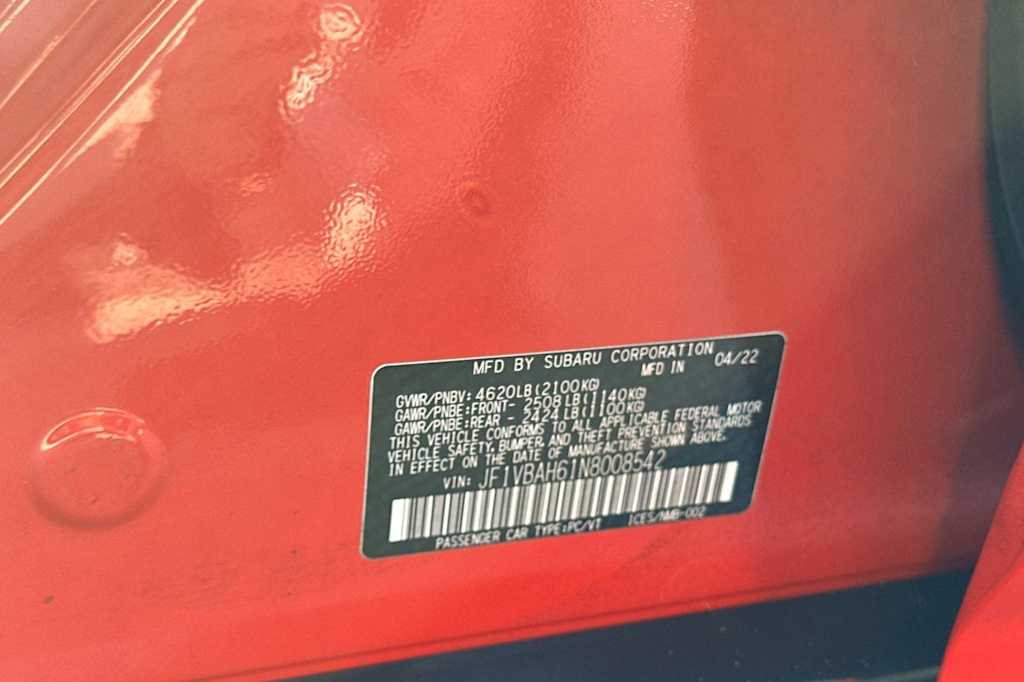 MFD BY SUBARU CORPORATION
MFD IN 04/22
GVWR/PNBV: 4620LB(2100KG)
GAWR/PNBE:FRONT- 2508LB(1140KG)
GAWR/PNBE:REAR - 2424LB(1100KG)
THIS VEHICLE CONFORMS TO ALL APPLICABLE FEDERAL MOTOR
VEHICLE SAFETY, BUMPER, AND THEFT PREVENTION STANDARDS
IN EFFECT ON THE DATE OF MANUFACTURE SHOWN ABOVE.
VIN: JF1VBAH61N8008542
PASSENGER CAR TYPE:PC/VT ICES/NMB-002